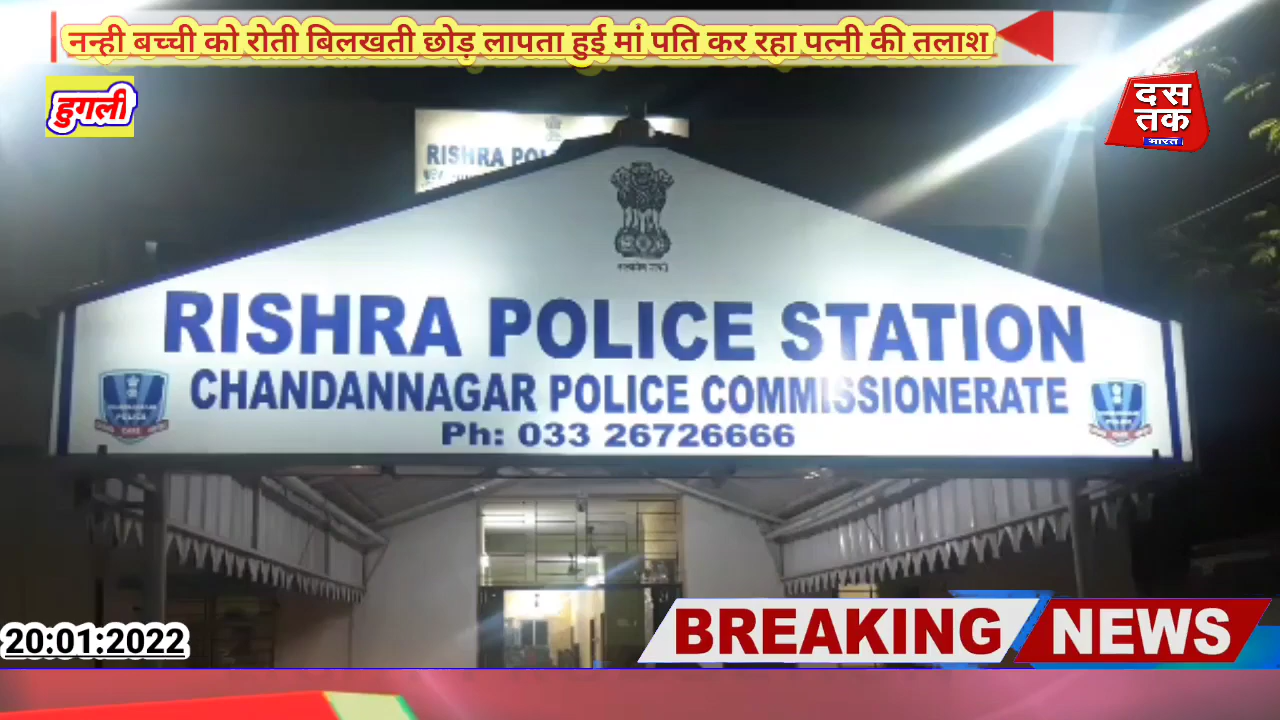 नन्ही बच्ची को रोती बिलखती छोड़ लापता हुई मां पति कर रहा पत्नी की तलाश
हुगली
दस
तक
भारत
RISHRA POL
RISHRA POLICE STATION
CHANDANNAGAR POLICE COMMISSIONERATE
Ph: 033 26726666
BREAKING NEWS
20:01:2022